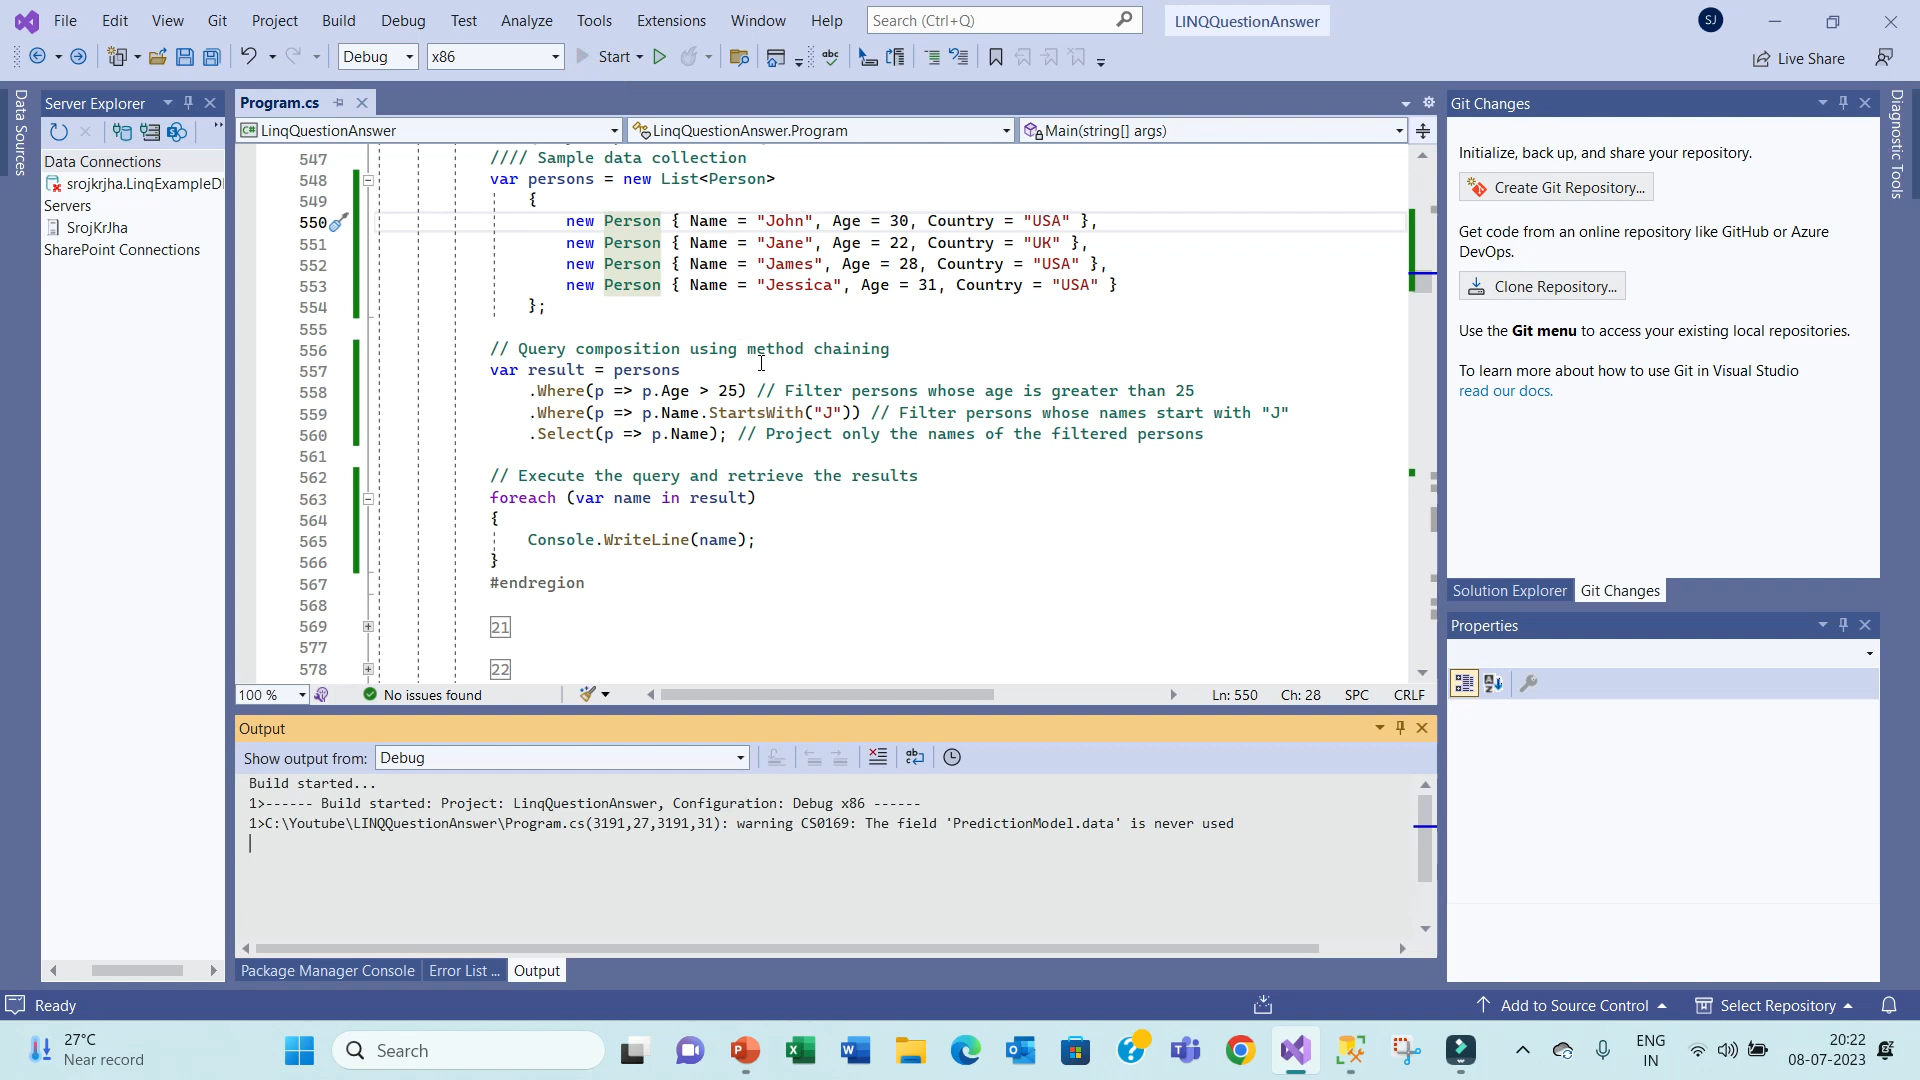 File Edit View Git Project Build Debug Test Analyze Tools Extensions Window Help Search (Ctrl+Q) LINQQuestionAnswer SJ
Debug x86 Start Live Share
Data Sources
Server Explorer
Data Connections
srojkrjha.LinqExampleDI
Servers
SrojKrJha
SharePoint Connections
Program.cs
LinqQuestionAnswer LinqQuestionAnswer.Program Main(string[] args)
547 //// Sample data collection
548 var persons = new List<Person>
549 {
550 new Person { Name = "John", Age = 30, Country = "USA" },
551 new Person { Name = "Jane", Age = 22, Country = "UK" },
552 new Person { Name = "James", Age = 28, Country = "USA" },
553 new Person { Name = "Jessica", Age = 31, Country = "USA" }
554 };
555
556 // Query composition using method chaining
557 var result = persons
558 .Where(p => p.Age > 25) // Filter persons whose age is greater than 25
559 .Where(p => p.Name.StartsWith("J")) // Filter persons whose names start with "J"
560 .Select(p => p.Name); // Project only the names of the filtered persons
561
562 // Execute the query and retrieve the results
563 foreach (var name in result)
564 {
565 Console.WriteLine(name);
566 }
567 #endregion
568
569 21
577
578 22
100 % No issues found Ln: 550 Ch: 28 SPC CRLF
Output
Show output from: Debug
Build started...
1>------ Build started: Project: LinqQuestionAnswer, Configuration: Debug x86 ------
1>C:\Youtube\LINQQuestionAnswer\Program.cs(3191,27,3191,31): warning CS0169: The field 'PredictionModel.data' is never used
Package Manager Console Error List ... Output
Git Changes
Initialize, back up, and share your repository.
Create Git Repository...
Get code from an online repository like GitHub or Azure
DevOps.
Clone Repository...
Use the Git menu to access your existing local repositories.
To learn more about how to use Git in Visual Studio
read our docs.
Solution Explorer Git Changes
Properties
Diagnostic Tools
Ready Add to Source Control Select Repository
27°C
Near record
Search
ENG
IN
20:22
08-07-2023